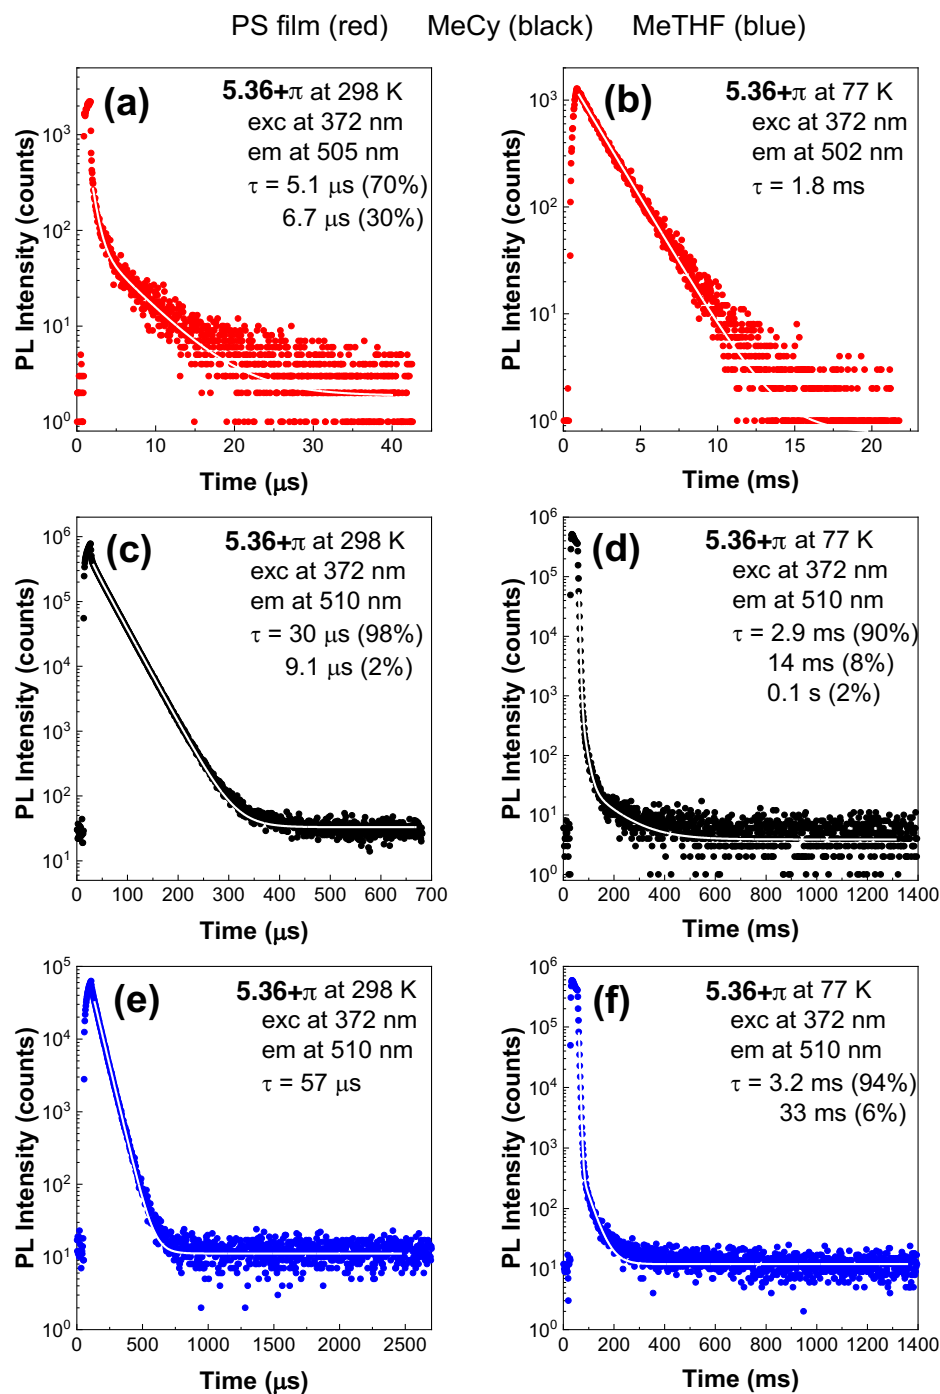 PS film (red) MeCy (black) MeTHF (blue)
(a)
5.36+π at 298 K
exc at 372 nm
em at 505 nm
τ = 5.1 μs (70%)
6.7 μs (30%)
PL Intensity (counts)
10³
10²
10¹
10⁰
0 10 20 30 40
Time (μs)
(b)
5.36+π at 77 K
exc at 372 nm
em at 502 nm
τ = 1.8 ms
PL Intensity (counts)
10³
10²
10¹
10⁰
0 5 10 15 20
Time (ms)
(c)
5.36+π at 298 K
exc at 372 nm
em at 510 nm
τ = 30 μs (98%)
9.1 μs (2%)
PL Intensity (counts)
10⁶
10⁵
10⁴
10³
10²
10¹
0 100 200 300 400 500 600 700
Time (μs)
(d)
5.36+π at 77 K
exc at 372 nm
em at 510 nm
τ = 2.9 ms (90%)
14 ms (8%)
0.1 s (2%)
PL Intensity (counts)
10⁶
10⁵
10⁴
10³
10²
10¹
10⁰
0 200 400 600 800 1000 1200 1400
Time (ms)
(e)
5.36+π at 298 K
exc at 372 nm
em at 510 nm
τ = 57 μs
PL Intensity (counts)
10⁵
10⁴
10³
10²
10¹
10⁰
0 500 1000 1500 2000 2500
Time (μs)
(f)
5.36+π at 77 K
exc at 372 nm
em at 510 nm
τ = 3.2 ms (94%)
33 ms (6%)
PL Intensity (counts)
10⁶
10⁵
10⁴
10³
10²
10¹
10⁰
0 200 400 600 800 1000 1200 1400
Time (ms)